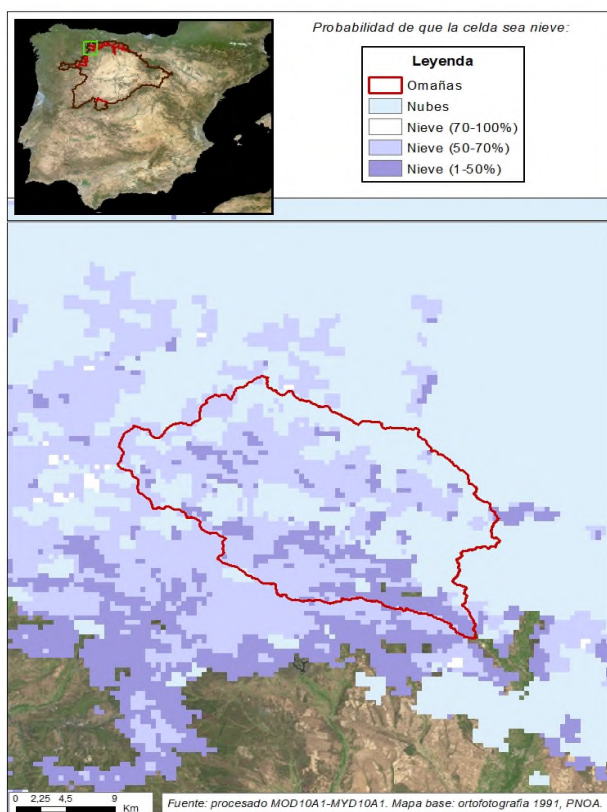 Probabilidad de que la celda sea nieve:
Leyenda
Omañas
Nubes
Nieve (70-100%)
Nieve (50-70%)
Nieve (1-50%)
0 2,25 4,5 9
Km
Fuente: procesado MOD10A1-MYD10A1. Mapa base: ortofotografía 1991, PNOA